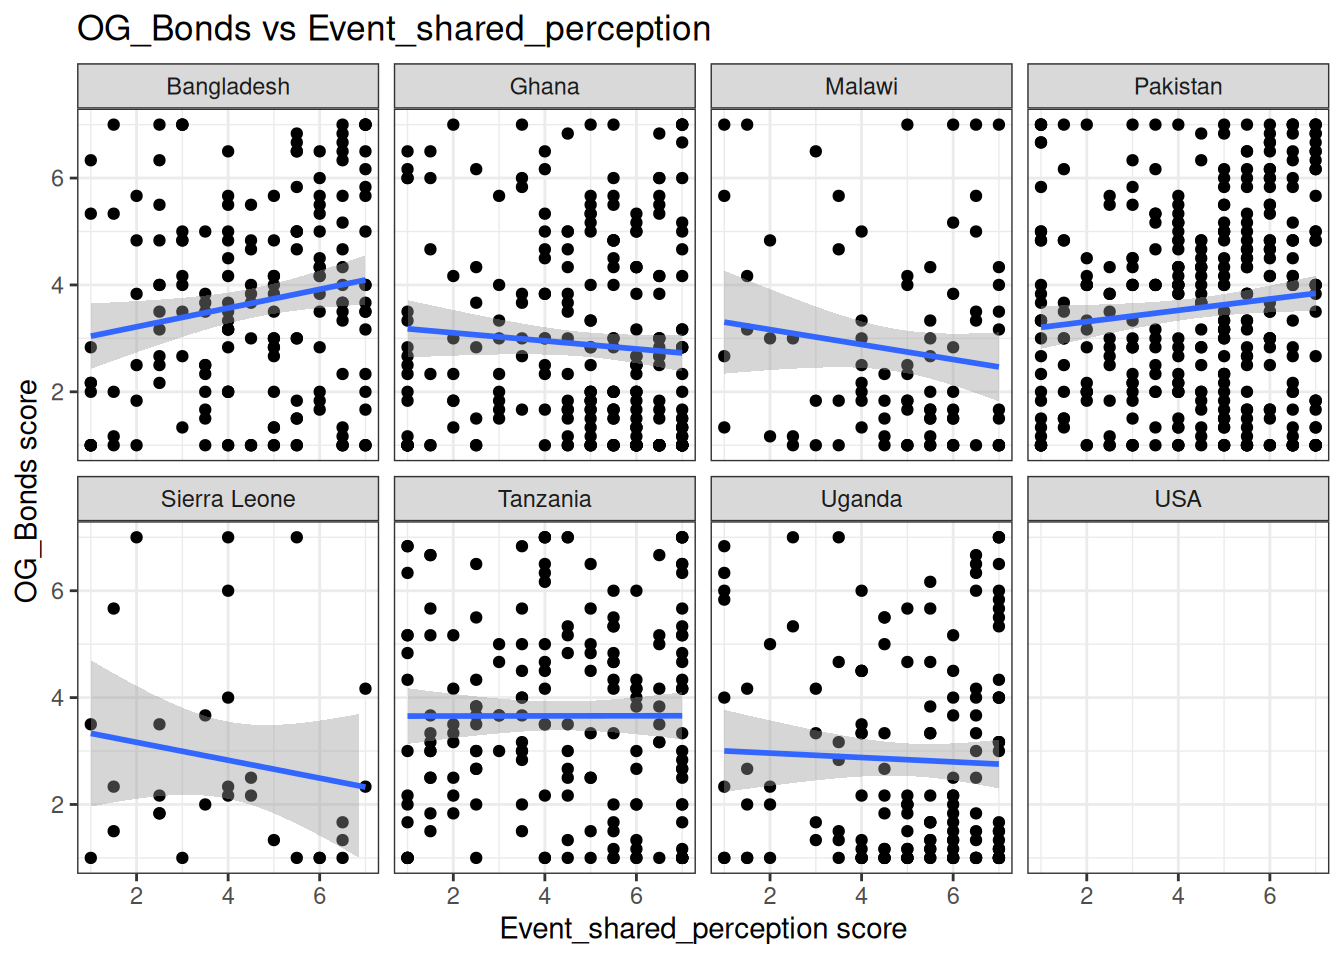 OG_Bonds vs Event_shared_perception
Bangladesh
Ghana
Malawi
Pakistan
6
4
2
Sierra Leone
Tanzania
Uganda
USA
6
4
2
2 4 6
2 4 6
2 4 6
2 4 6
OG_Bonds score
Event_shared_perception score